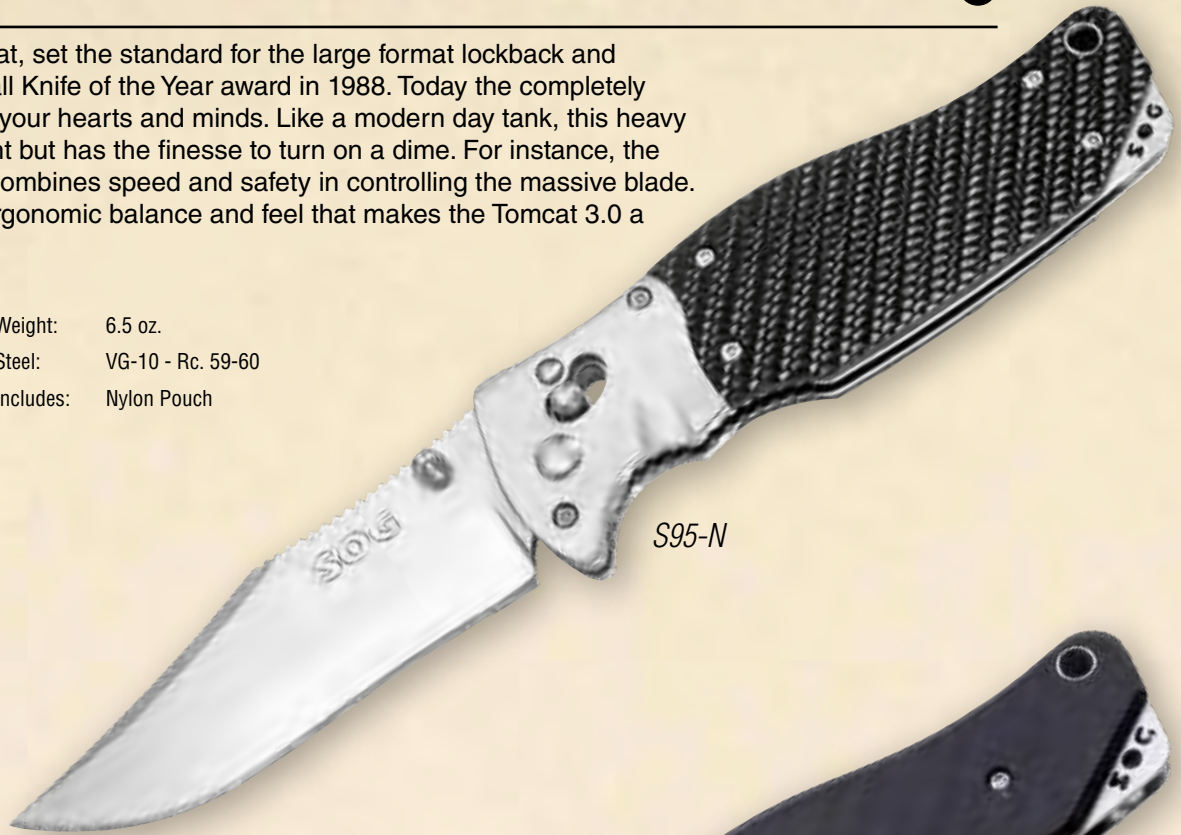 at, set the standard for the large format lockback and
all Knife of the Year award in 1988. Today the completely
your hearts and minds. Like a modern day tank, this heavy
nt but has the finesse to turn on a dime. For instance, the
ombines speed and safety in controlling the massive blade.
rgonomic balance and feel that makes the Tomcat 3.0 a
Weight: 6.5 oz.
Steel: VG-10 - Rc. 59-60
ncludes: Nylon Pouch
SOG
SOG
S95-N
SOG